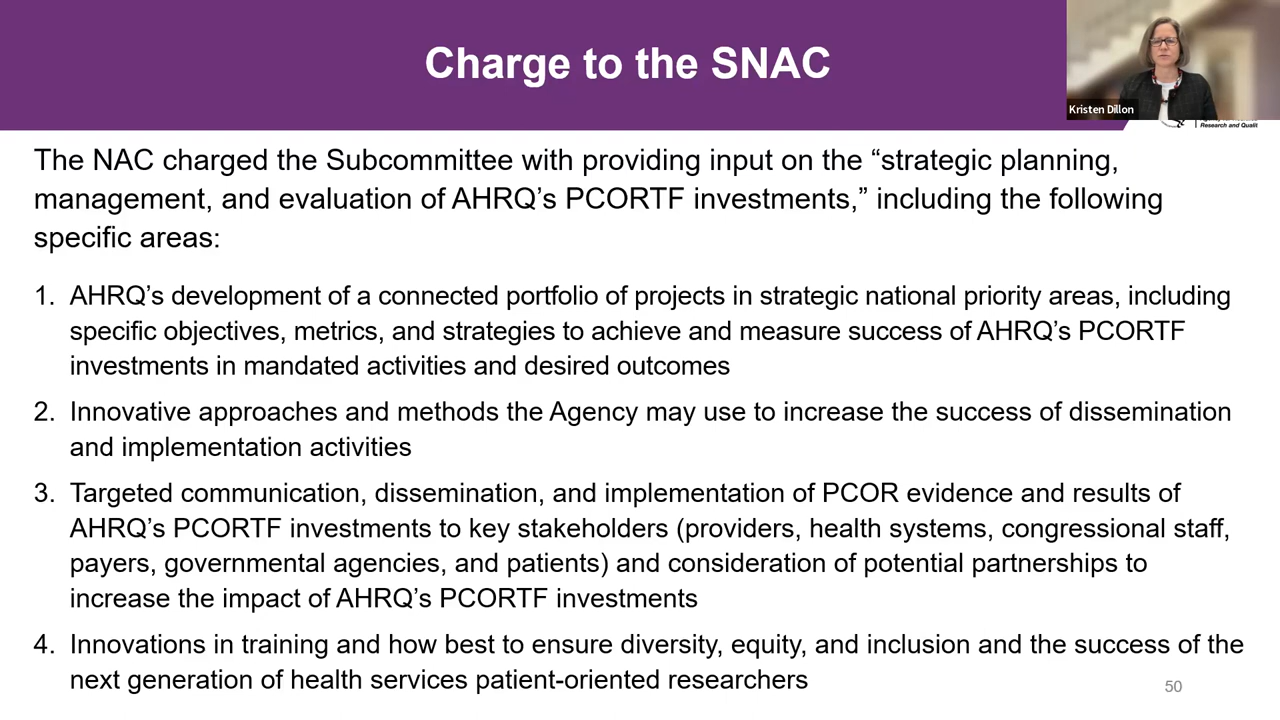 Charge to the SNAC
Kristen Dillon
Research and Qualit
The NAC charged the Subcommittee with providing input on the “strategic planning,
management, and evaluation of AHRQ’s PCORTF investments,” including the following
specific areas:
1. AHRQ’s development of a connected portfolio of projects in strategic national priority areas, including
specific objectives, metrics, and strategies to achieve and measure success of AHRQ’s PCORTF
investments in mandated activities and desired outcomes
2. Innovative approaches and methods the Agency may use to increase the success of dissemination
and implementation activities
3. Targeted communication, dissemination, and implementation of PCOR evidence and results of
AHRQ’s PCORTF investments to key stakeholders (providers, health systems, congressional staff,
payers, governmental agencies, and patients) and consideration of potential partnerships to
increase the impact of AHRQ’s PCORTF investments
4. Innovations in training and how best to ensure diversity, equity, and inclusion and the success of the
next generation of health services patient-oriented researchers
50